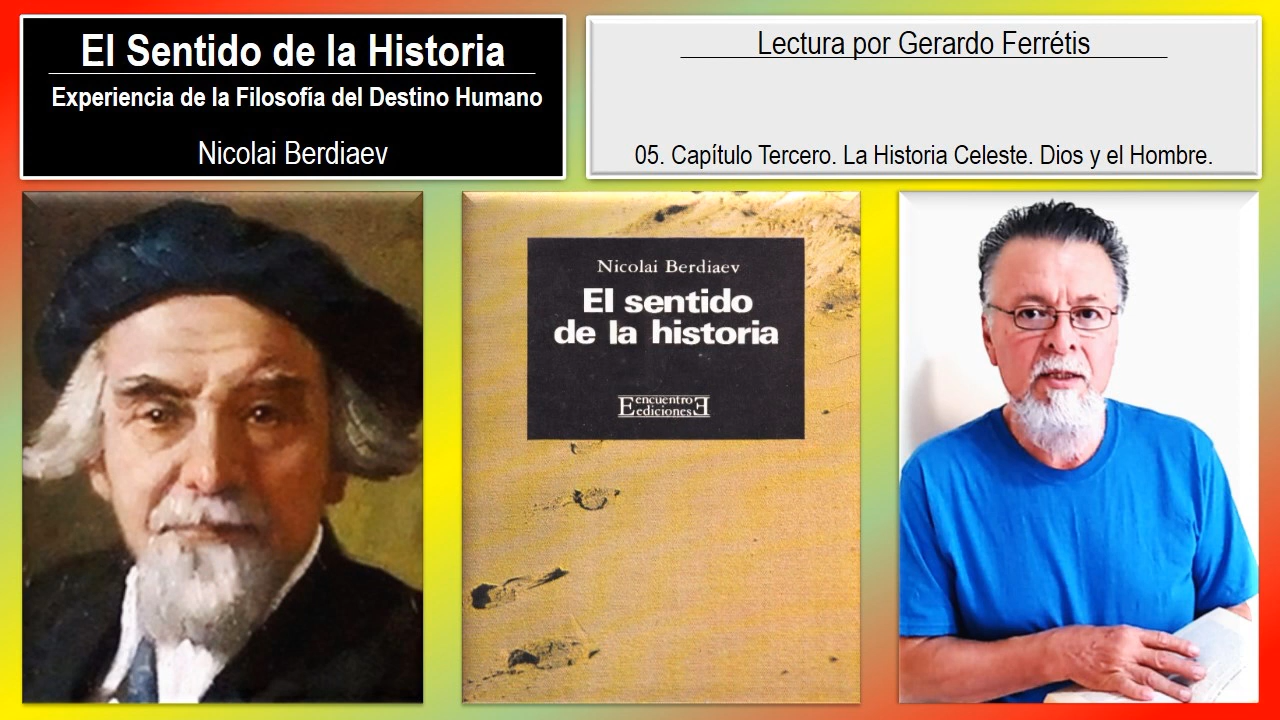 El Sentido de la Historia
Experiencia de la Filosofía del Destino Humano
Nicolai Berdiaev
Lectura por Gerardo Ferrétis
05. Capítulo Tercero. La Historia Celeste. Dios y el Hombre.
Nicolai Berdiaev
El sentido
de la historia
encuentro
ediciones